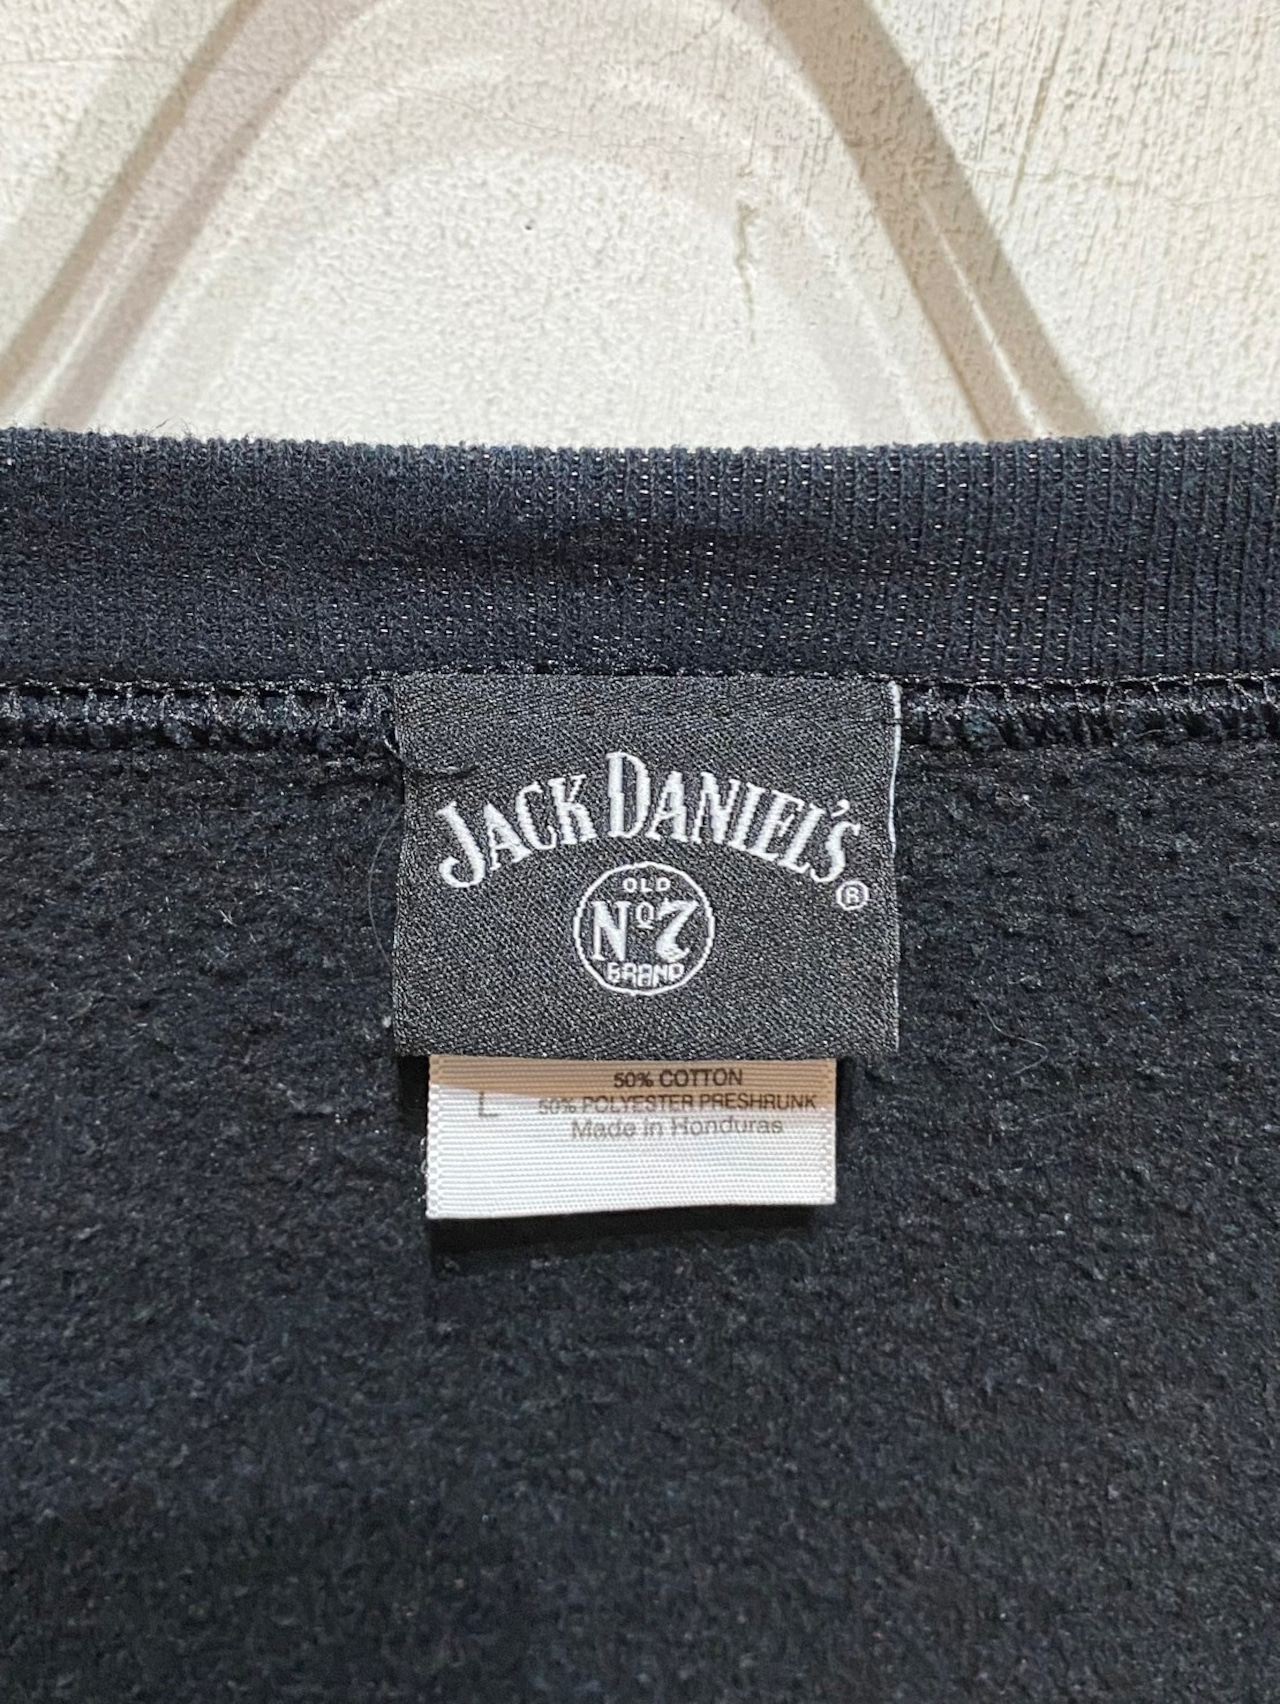 JACK DANIEL'S®
OLD
Nº7
BRAND
50% COTTON
L 50% POLYESTER PRESHRUNK
Made in Honduras